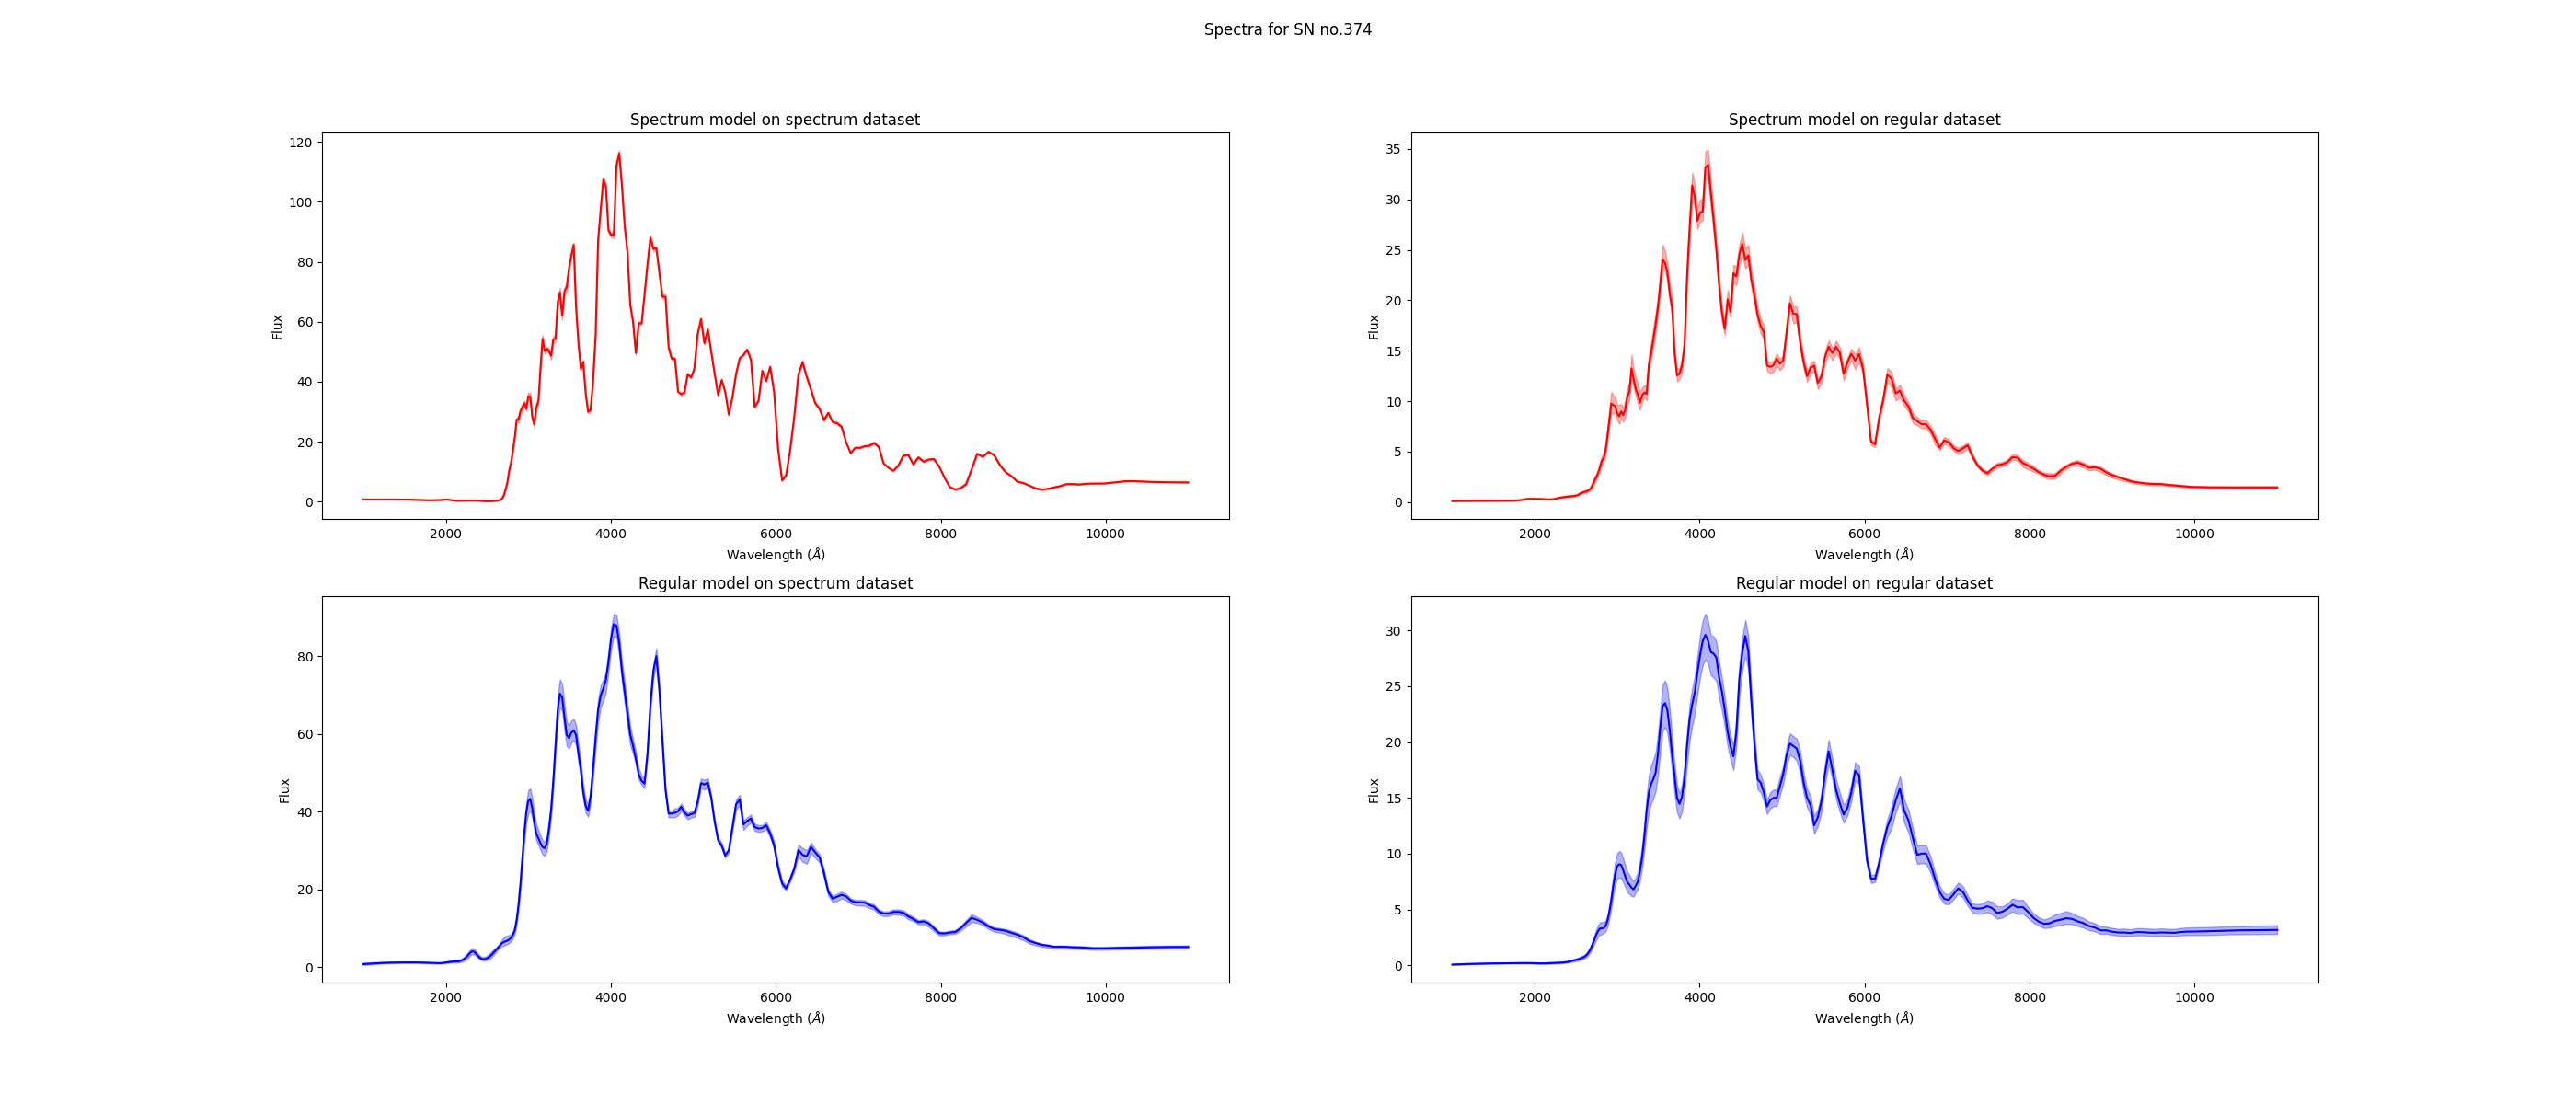 Spectra for SN no.374
Spectrum model on spectrum dataset
120
100
80
60
40
20
0
Flux
2000 4000 6000 8000 10000
Wavelength (Å)
Spectrum model on regular dataset
35
30
25
20
15
10
5
0
Flux
2000 4000 6000 8000 10000
Wavelength (Å)
Regular model on spectrum dataset
80
60
40
20
0
Flux
2000 4000 6000 8000 10000
Wavelength (Å)
Regular model on regular dataset
30
25
20
15
10
5
0
Flux
2000 4000 6000 8000 10000
Wavelength (Å)